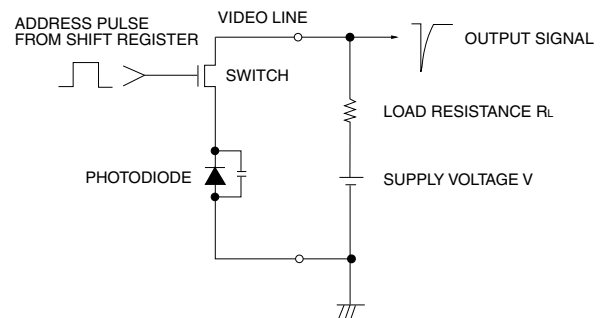 ADDRESS PULSE
FROM SHIFT REGISTER
VIDEO LINE
OUTPUT SIGNAL
SWITCH
LOAD RESISTANCE RL
PHOTODIODE
SUPPLY VOLTAGE V